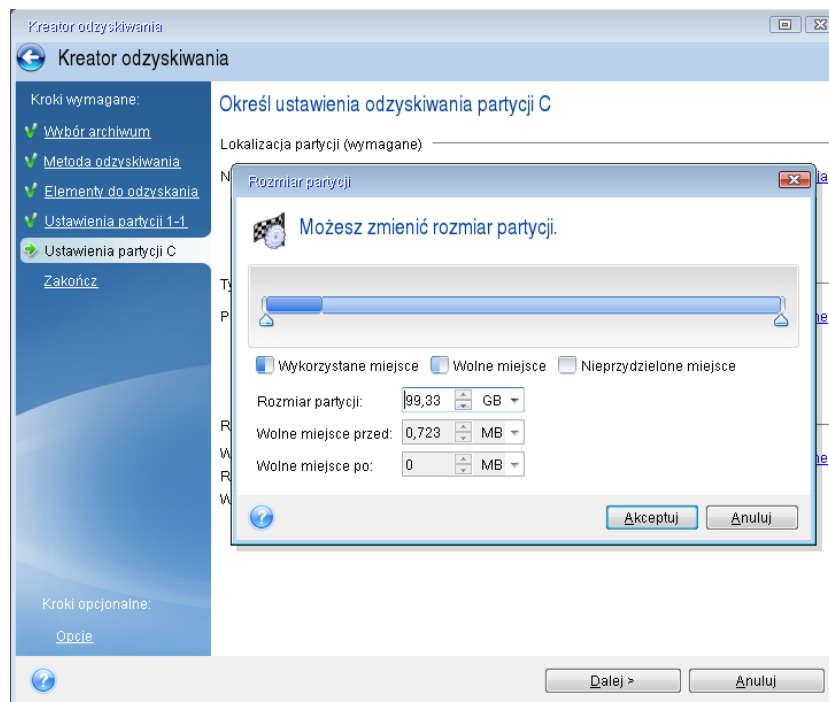 Kreator odzyskiwania
Kreator odzyskiwania
Kroki wymagane:
Wybór archiwum
Metoda odzyskiwania
Elementy do odzyskania
Ustawienia partycji 1-1
Ustawienia partycji C
Zakończ
Kroki opcjonalne:
Opcje
Określ ustawienia odzyskiwania partycji C
Lokalizacja partycji (wymagane)
Rozmiar partycji
Możesz zmienić rozmiar partycji.
Wykorzystane miejsce Wolne miejsce Nieprzydzielone miejsce
Rozmiar partycji: 99,33 GB
Wolne miejsce przed: 0,723 MB
Wolne miejsce po: 0 MB
Akceptuj Anuluj
Dalej > Anuluj